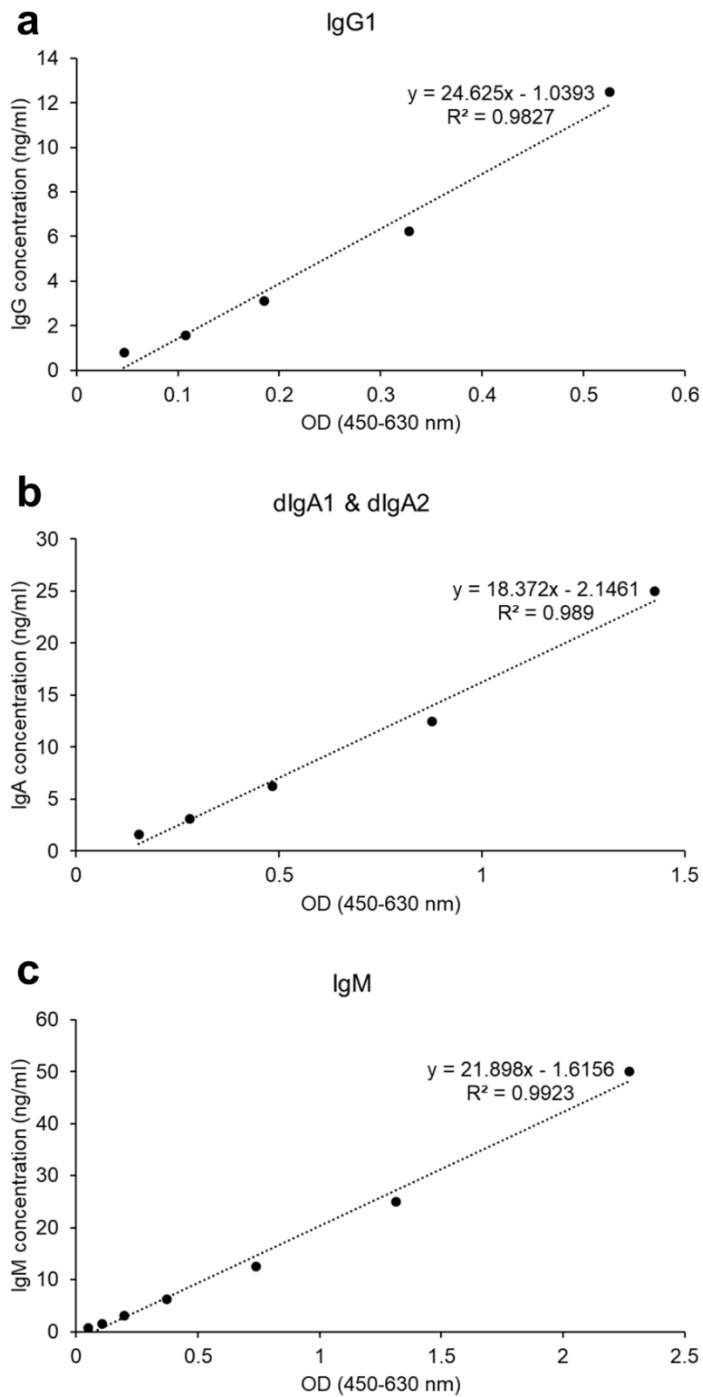 a
IgG1
14
12
10
8
6
4
2
0
IgG concentration (ng/ml)
y = 24.625x - 1.0393
R² = 0.9827
0 0.1 0.2 0.3 0.4 0.5 0.6
OD (450-630 nm)
b
dIgA1 & dIgA2
30
25
20
15
10
5
0
IgA concentration (ng/ml)
y = 18.372x - 2.1461
R² = 0.989
0 0.5 1 1.5
OD (450-630 nm)
c
IgM
60
50
40
30
20
10
0
IgM concentration (ng/ml)
y = 21.898x - 1.6156
R² = 0.9923
0 0.5 1 1.5 2 2.5
OD (450-630 nm)